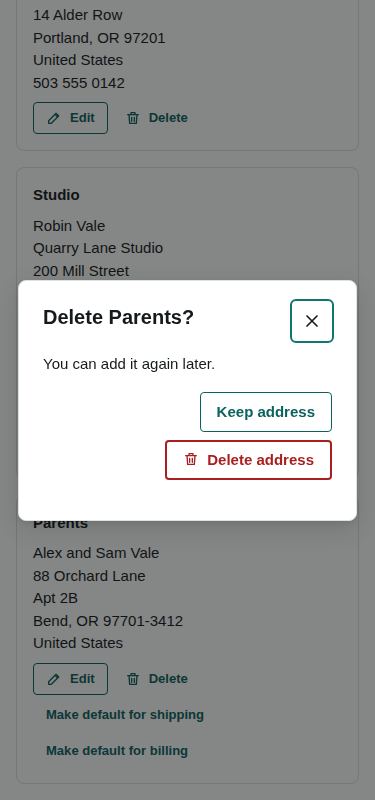 14 Alder Row
Portland, OR 97201
United States
503 555 0142
Edit Delete
Studio
Robin Vale
Quarry Lane Studio
200 Mill Street
Delete Parents?
You can add it again later.
Keep address
Delete address
Parents
Alex and Sam Vale
88 Orchard Lane
Apt 2B
Bend, OR 97701-3412
United States
Edit Delete
Make default for shipping
Make default for billing